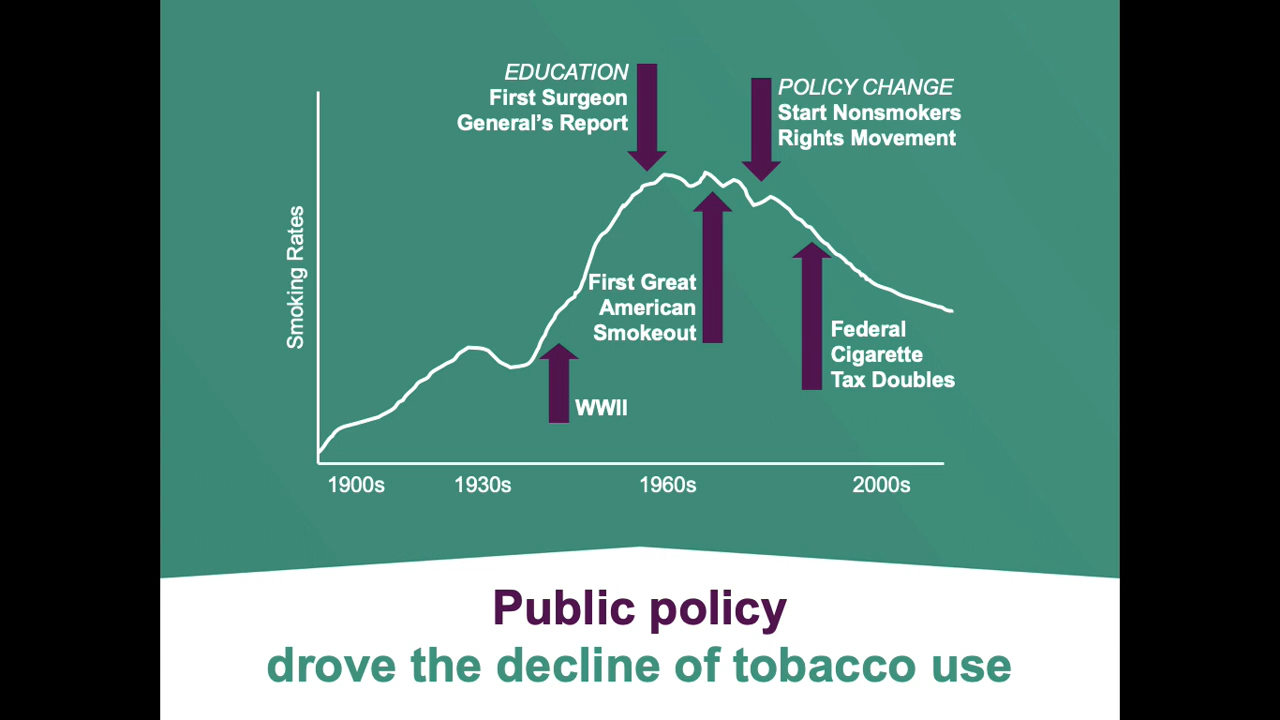 EDUCATION
First Surgeon
General's Report
POLICY CHANGE
Start Nonsmokers
Rights Movement
Smoking Rates
First Great
American
Smokeout
Federal
Cigarette
Tax Doubles
WWII
1900s 1930s 1960s 2000s
Public policy
drove the decline of tobacco use